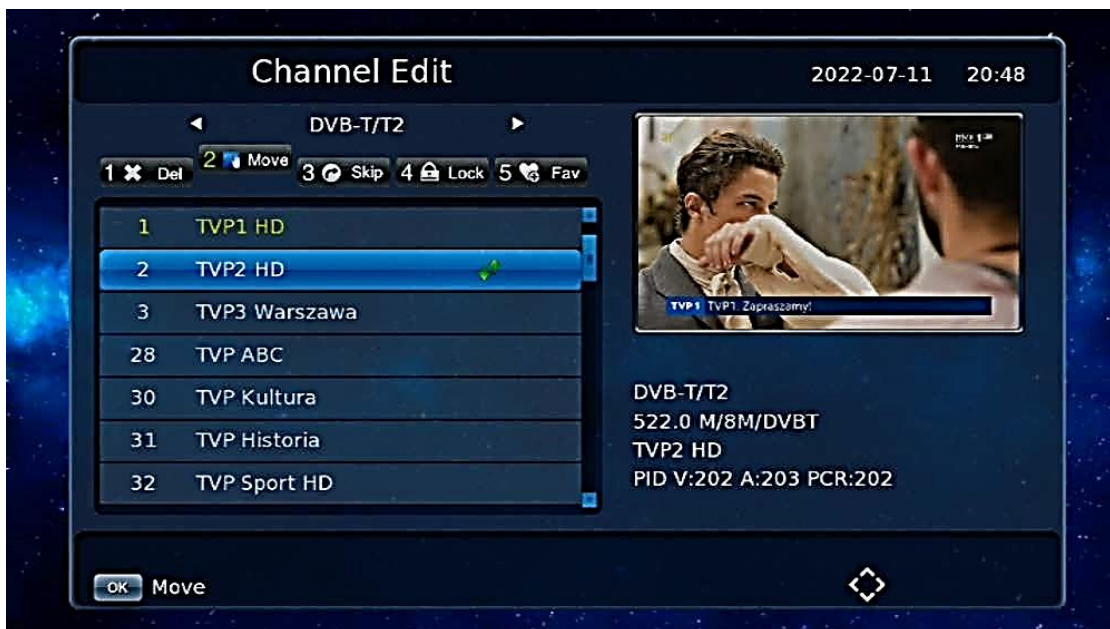 Channel Edit
2022-07-11 20:48
DVB-T/T2
1 Del 2 Move 3 Skip 4 Lock 5 Fav
1 TVP1 HD
2 TVP2 HD
3 TVP3 Warszawa
28 TVP ABC
30 TVP Kultura
31 TVP Historia
32 TVP Sport HD
TVP1 TVP1. Zapraszamy!
DVB-T/T2
522.0 M/8M/DVBT
TVP2 HD
PID V:202 A:203 PCR:202
OK Move